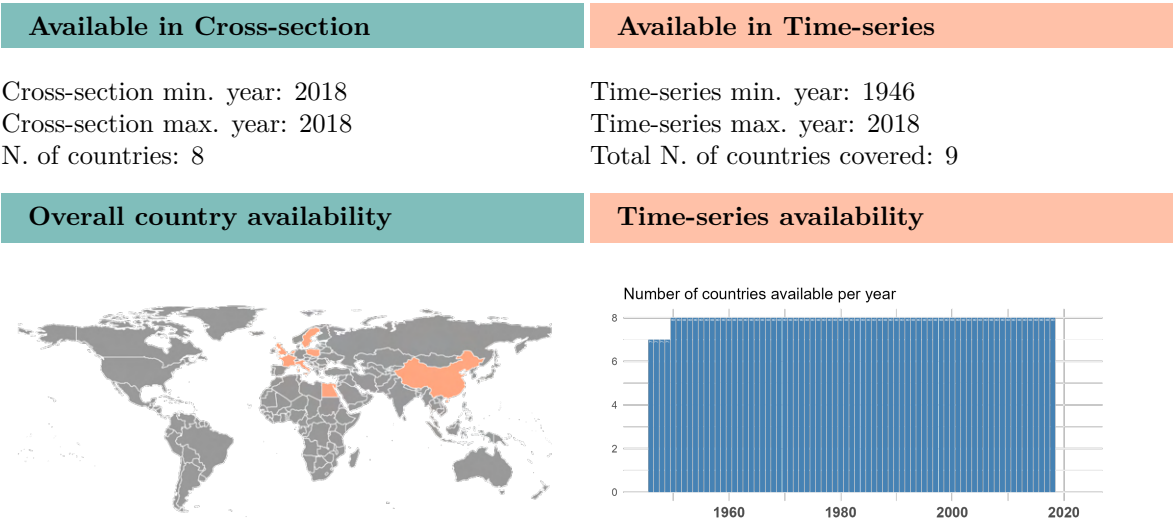 Available in Cross-section
Available in Time-series
Cross-section min. year: 2018
Cross-section max. year: 2018
N. of countries: 8
Time-series min. year: 1946
Time-series max. year: 2018
Total N. of countries covered: 9
Overall country availability
Time-series availability
Number of countries available per year
8
6
4
2
0
1960 1980 2000 2020